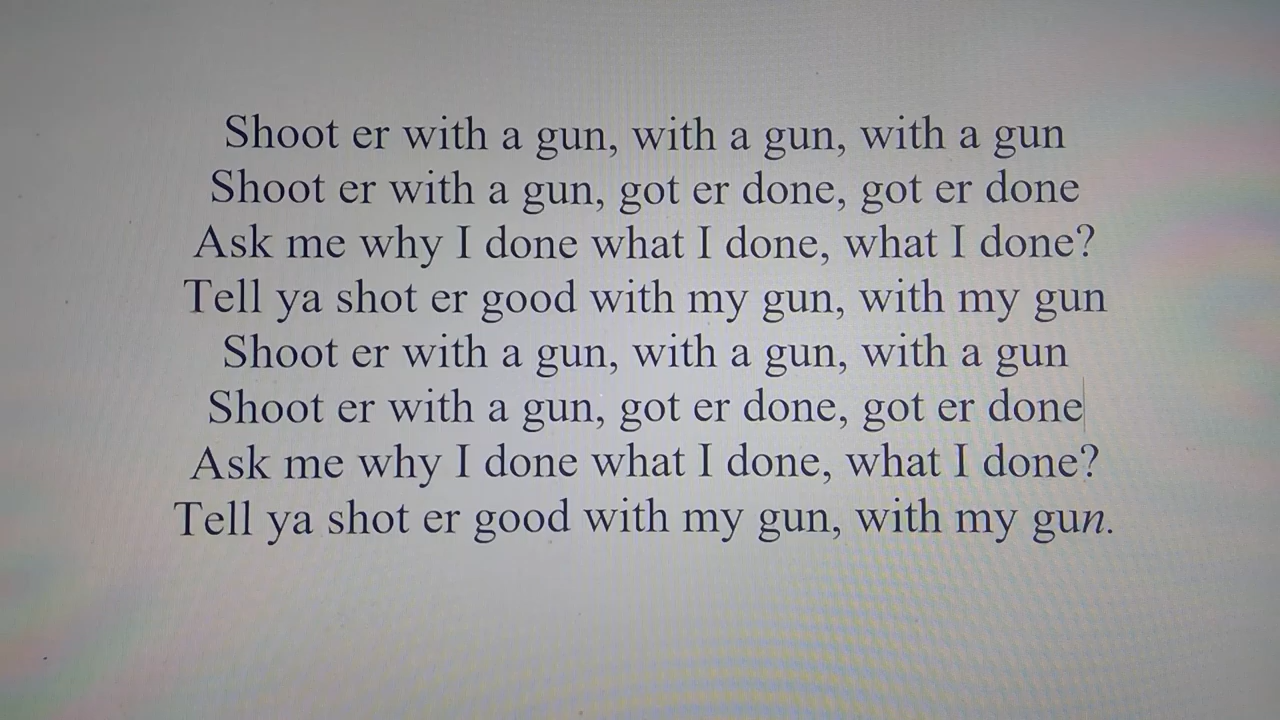 Shoot er with a gun, with a gun, with a gun
Shoot er with a gun, got er done, got er done
Ask me why I done what I done, what I done?
Tell ya shot er good with my gun, with my gun
Shoot er with a gun, with a gun, with a gun
Shoot er with a gun, got er done, got er done
Ask me why I done what I done, what I done?
Tell ya shot er good with my gun, with my gun.